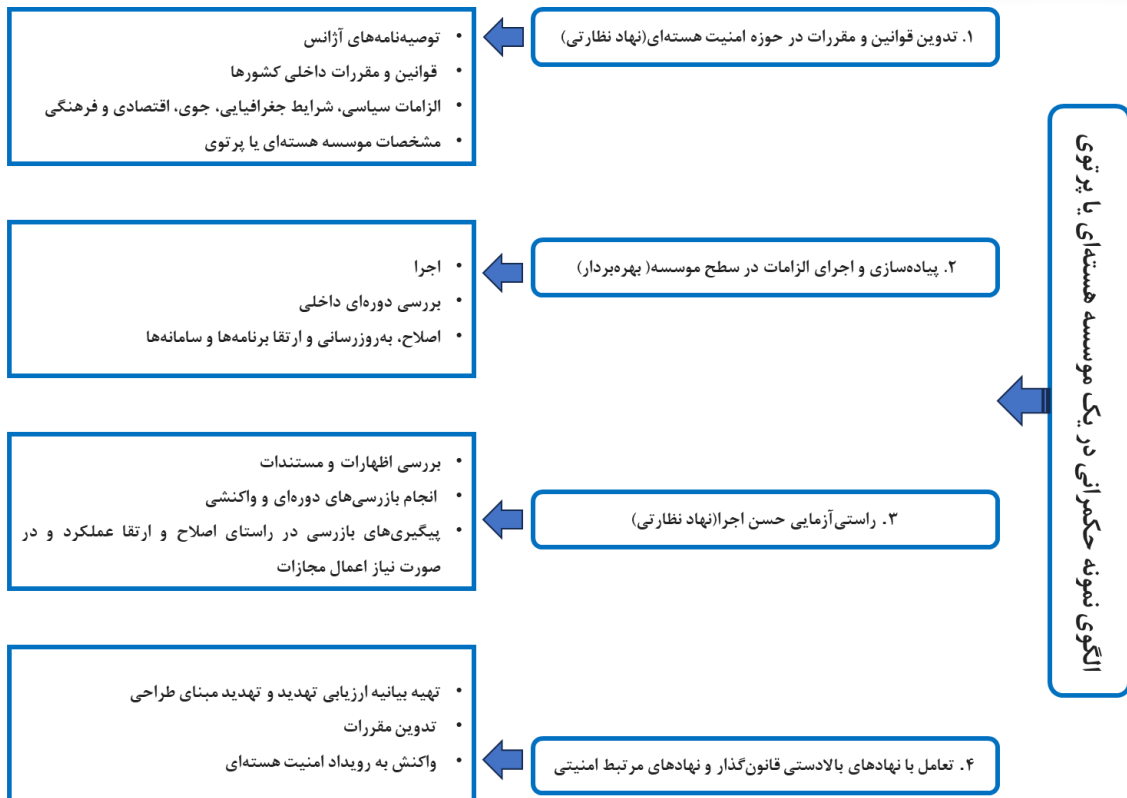 الگوی نمونه حکمرانی در یک موسسه هسته‌ای یا پرتوی
۱. تدوین قوانین و مقررات در حوزه امنیت هسته‌ای(نهاد نظارتی)
• توصیه‌نامه‌های آژانس
• قوانین و مقررات داخلی کشورها
• الزامات سیاسی، شرایط جغرافیایی، جوی، اقتصادی و فرهنگی
• مشخصات موسسه هسته‌ای یا پرتوی
۲. پیاده‌سازی و اجرای الزامات در سطح موسسه( بهره‌بردار)
• اجرا
• بررسی دوره‌ای داخلی
• اصلاح، به‌روزرسانی و ارتقا برنامه‌ها و سامانه‌ها
۳. راستی‌آزمایی حسن اجرا(نهاد نظارتی)
• بررسی اظهارات و مستندات
• انجام بازرسی‌های دوره‌ای و واکنشی
• پیگیری‌های بازرسی در راستای اصلاح و ارتقا عملکرد و در
صورت نیاز اعمال مجازات
۴. تعامل با نهادهای بالادستی قانون‌گذار و نهادهای مرتبط امنیتی
• تهیه بیانیه ارزیابی تهدید و تهدید مبنای طراحی
• تدوین مقررات
• واکنش به رویداد امنیت هسته‌ای